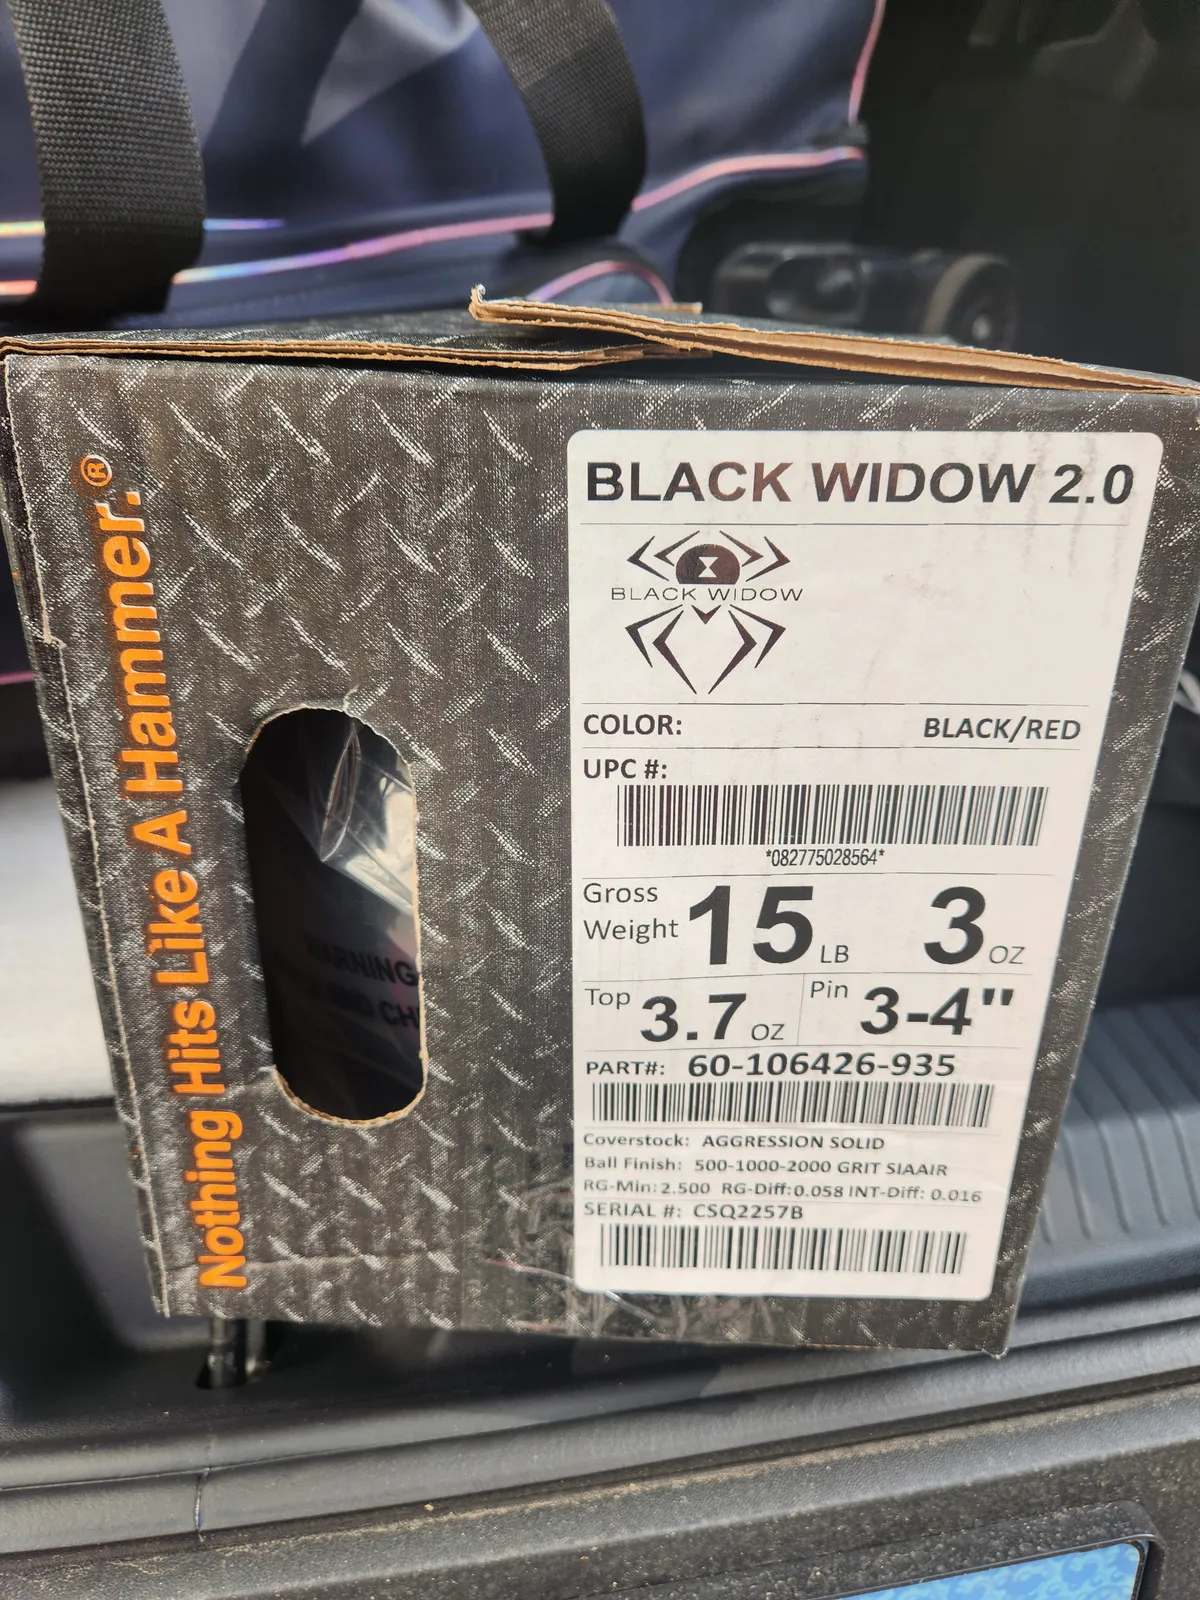 Nothing Hits Like A Hammer.®
BLACK WIDOW 2.0
BLACK WIDOW
COLOR: BLACK/RED
UPC #:
*082775028564*
Gross Weight 15 LB 3 OZ
Top 3.7 OZ Pin 3-4"
PART#: 60-106426-935
Coverstock: AGGRESSION SOLID
Ball Finish: 500-1000-2000 GRIT SIAAIR
RG-Min: 2.500 RG-Diff: 0.058 INT-Diff: 0.016
SERIAL #: CSQ2257B